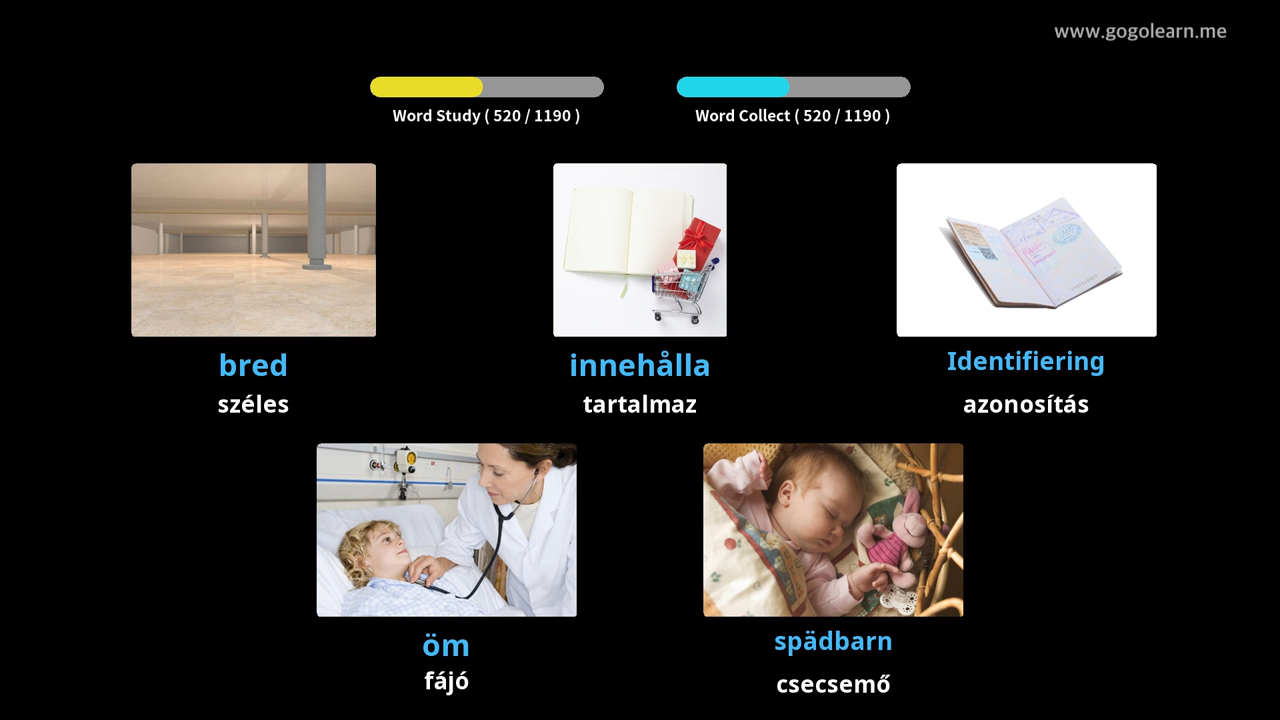 www.gogolearn.me
Word Study ( 520 / 1190 )
Word Collect ( 520 / 1190 )
bred
széles
innehålla
tartalmaz
Identifiering
azonosítás
öm
fájó
spädbarn
csecsemő